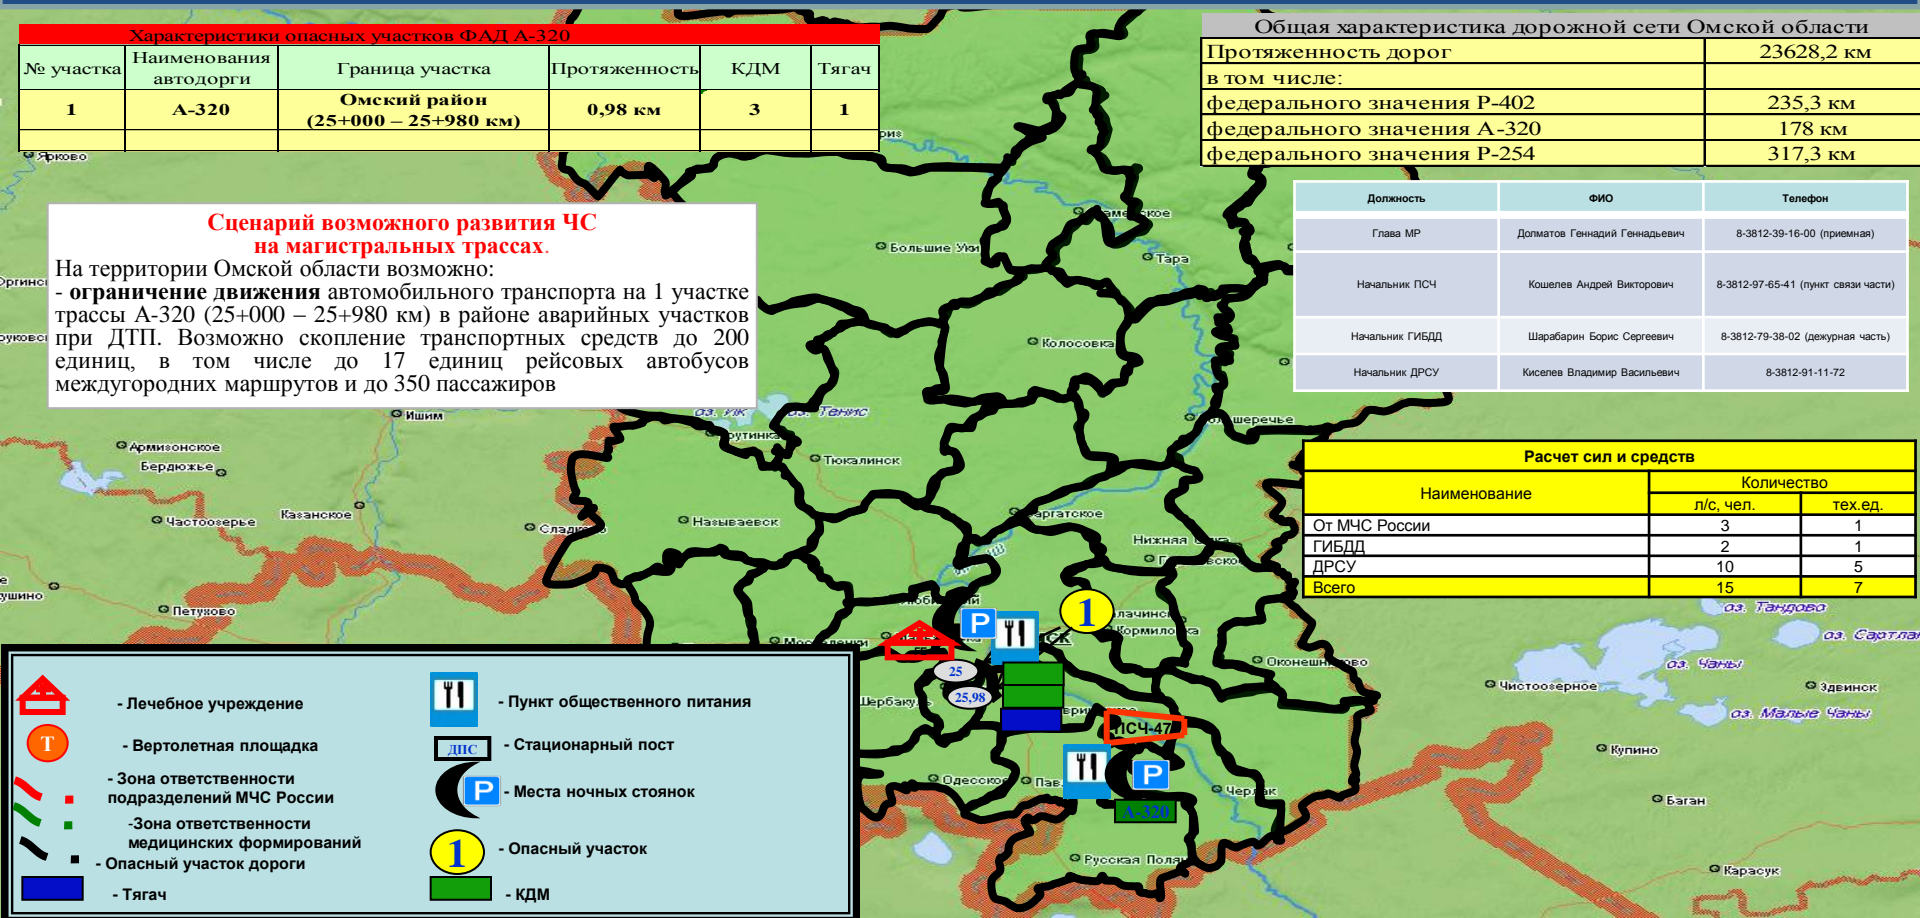 Характеристики опасных участков ФАД А-320
№ участка
Наименования автодорги
Граница участка
Протяженность
КДМ
Тягач
1
А-320
Омский район (25+000 – 25+980 км)
0,98 км
3
1
Общая характеристика дорожной сети Омской области
Протяженность дорог 23628,2 км
в том числе:
федерального значения Р-402 235,3 км
федерального значения А-320 178 км
федерального значения Р-254 317,3 км
Должность ФИО Телефон
Глава МР Долматов Геннадий Геннадьевич 8-3812-39-16-00 (приемная)
Начальник ПСЧ Кошелев Андрей Викторович 8-3812-97-65-41 (пункт связи части)
Начальник ГИБДД Шарабарин Борис Сергеевич 8-3812-79-38-02 (дежурная часть)
Начальник ДРСУ Киселев Владимир Васильевич 8-3812-91-11-72
Сценарий возможного развития ЧС
на магистральных трассах.
На территории Омской области возможно:
- ограничение движения автомобильного транспорта на 1 участке
трассы А-320 (25+000 – 25+980 км) в районе аварийных участков
при ДТП. Возможно скопление транспортных средств до 200
единиц, в том числе до 17 единиц рейсовых автобусов
междугородних маршрутов и до 350 пассажиров
Расчет сил и средств
Наименование
Количество
л/с, чел. тех.ед.
От МЧС России 3 1
ГИБДД 2 1
ДРСУ 10 5
Всего 15 7
Ярково
Большие Уки
Тара
Колосовка
Ишим
оз. Ик
оз. Тенис
Армизонское
Бердюжье
Тюкалинск
Частоозерье
Казанское
Называевск
Нижняя
Петухово
Кормиловка
оз. Тандово
оз. Чаны
Чистоозерное
Здвинск
оз. Малые Чаны
Купино
Баган
Карасук
Одесское
Черлак
Русская Поляна
1
P
25
25,98
ПСЧ-47
P
А-320
- Лечебное учреждение
Т
- Вертолетная площадка
- Зона ответственности
подразделений МЧС России
-Зона ответственности
медицинских формирований
- Опасный участок дороги
- Тягач
- Пункт общественного питания
ДПС
- Стационарный пост
P
- Места ночных стоянок
1
- Опасный участок
- КДМ